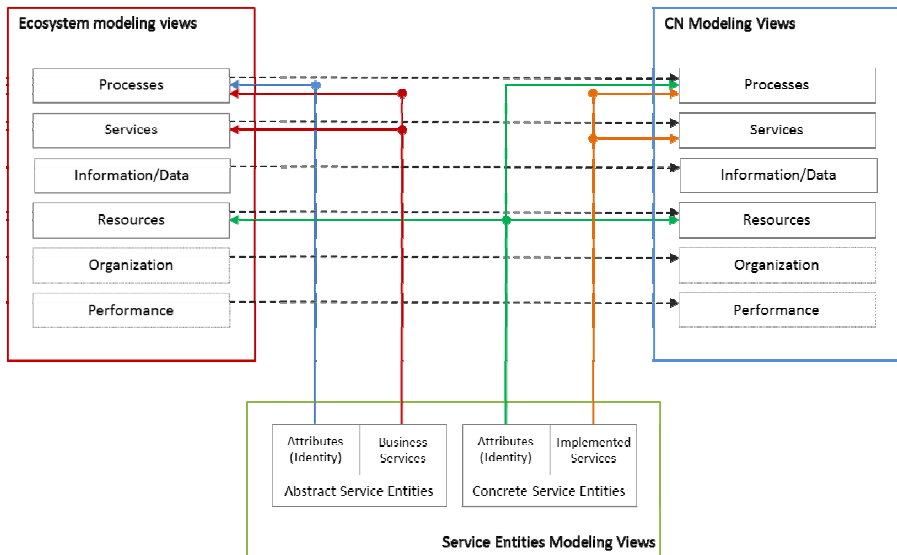 Ecosystem modeling views
Processes
Services
Information/Data
Resources
Organization
Performance
CN Modeling Views
Processes
Services
Information/Data
Resources
Organization
Performance
Attributes
(Identity)
Business
Services
Abstract Service Entities
Attributes
(Identity)
Implemented
Services
Concrete Service Entities
Service Entities Modeling Views